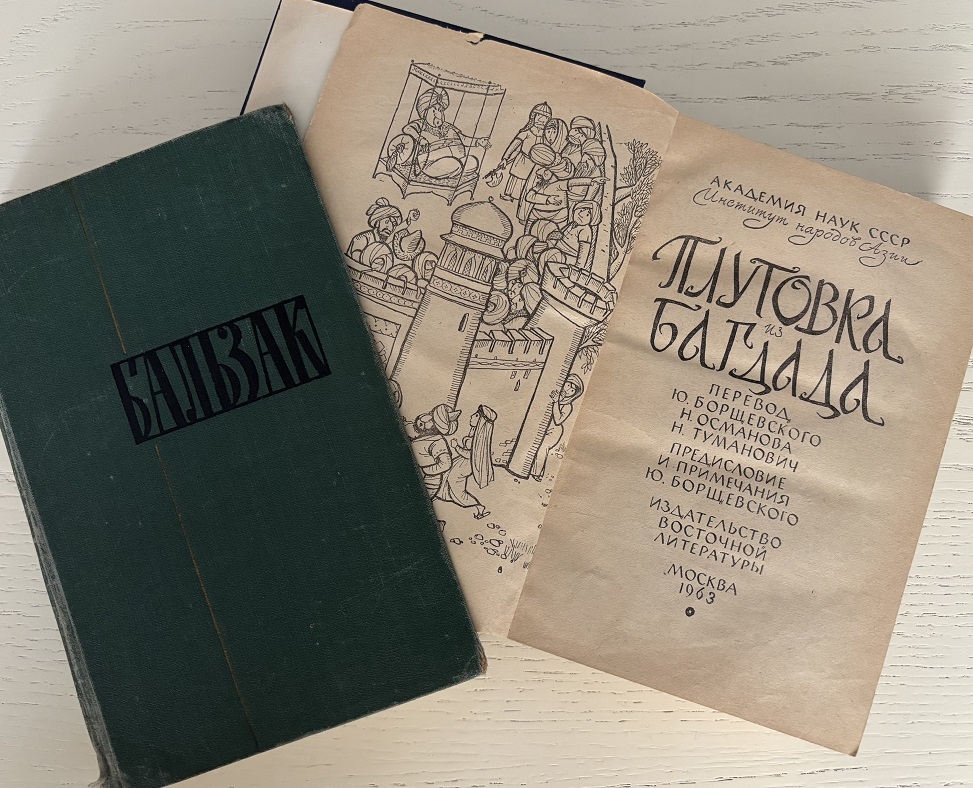 БАЛЬЗАК
АКАДЕМИЯ НАУК СССР
Институт народов Азии
ПЛУТОВКА
ИЗ
БАГДАДА
ПЕРЕВОД
Ю. БОРЩЕВСКОГО
Н. ОСМАНОВА
Н. ТУМАНОВИЧ
ПРЕДИСЛОВИЕ
И ПРИМЕЧАНИЯ
Ю. БОРЩЕВСКОГО
ИЗДАТЕЛЬСТВО
ВОСТОЧНОЙ
ЛИТЕРАТУРЫ
МОСКВА
1963